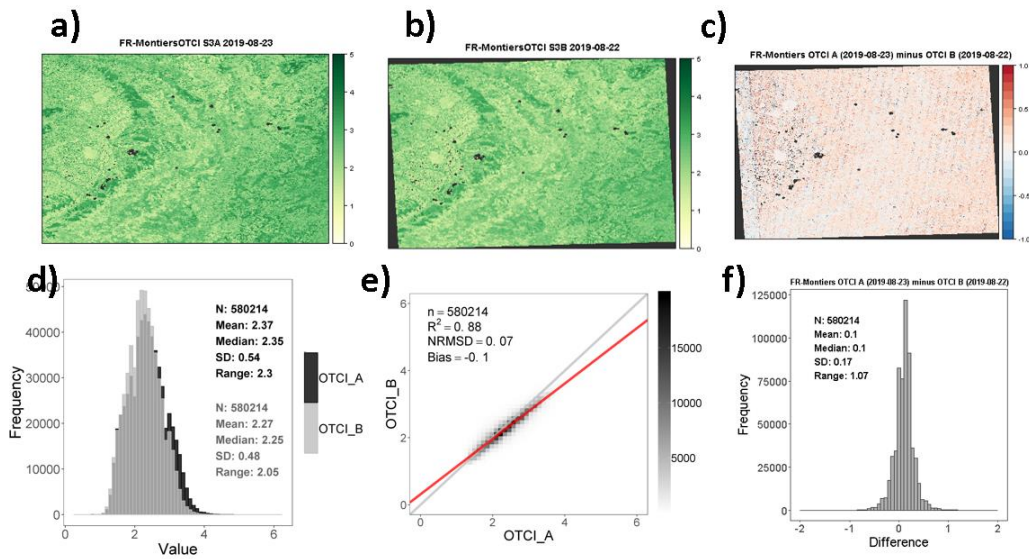 a)
FR-MontiersOTCI S3A 2019-08-23
5
4
3
2
1
0
b)
FR-MontiersOTCI S3B 2019-08-22
5
4
3
2
1
0
c)
FR-Montiers OTCI A (2019-08-23) minus OTCI B (2019-08-22)
1.0
0.5
0.0
-0.5
-1.0
d)
50000
40000
30000
20000
10000
0
Frequency
N: 580214
Mean: 2.37
Median: 2.35
SD: 0.54
Range: 2.3
N: 580214
Mean: 2.27
Median: 2.25
SD: 0.48
Range: 2.05
0 2 4 6
Value
OTCI_A
OTCI_B
e)
6
4
2
0
OTCI_B
n = 580214
R² = 0. 88
NRMSD = 0. 07
Bias = -0. 1
0 2 4 6
OTCI_A
15000
10000
5000
f)
FR-Montiers OTCI A (2019-08-23) minus OTCI B (2019-08-22)
125000
100000
75000
50000
25000
0
Frequency
N: 580214
Mean: 0.1
Median: 0.1
SD: 0.17
Range: 1.07
-2 -1 0 1 2
Difference